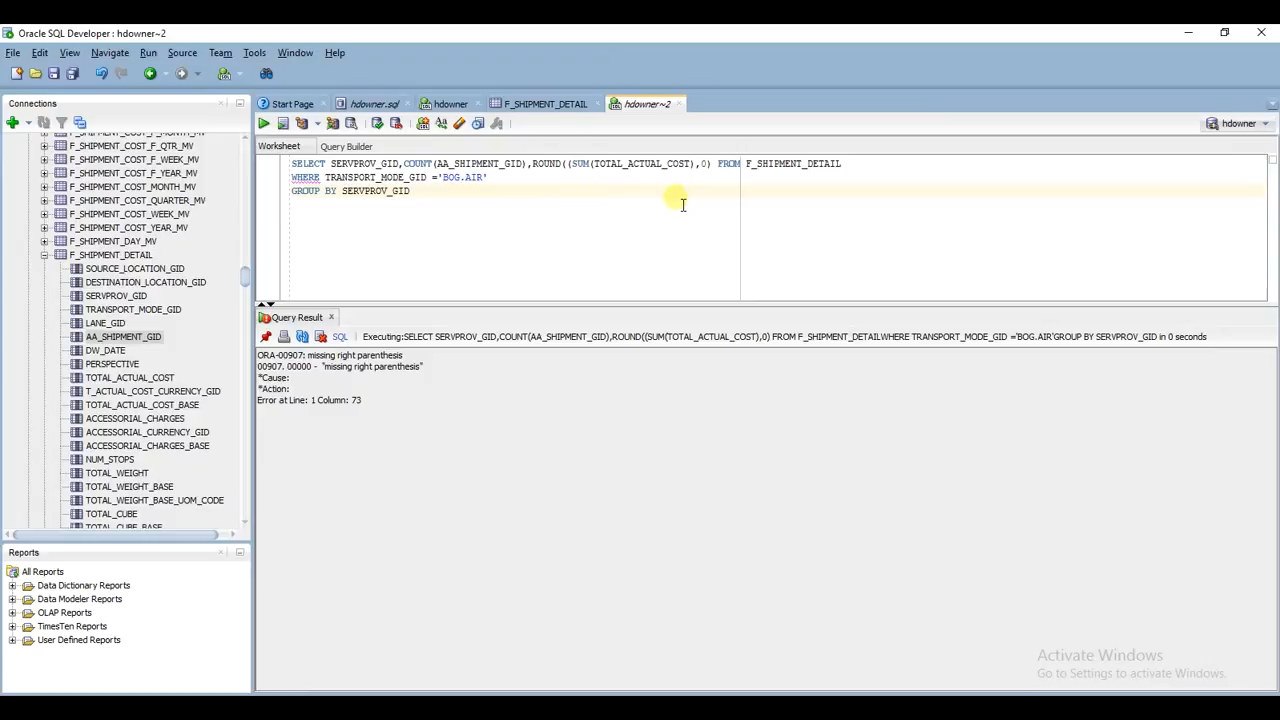 Oracle SQL Developer : hdowner~2
File Edit View Navigate Run Source Team Tools Window Help
Connections
Start Page hdowner.sql hdowner F_SHIPMENT_DETAIL hdowner~2
hdowner
Worksheet Query Builder
SELECT SERVPROV_GID,COUNT(AA_SHIPMENT_GID),ROUND((SUM(TOTAL_ACTUAL_COST),0) FROM F_SHIPMENT_DETAIL
WHERE TRANSPORT_MODE_GID ='BOG.AIR'
GROUP BY SERVPROV_GID
F_SHIPMENT_COST_F_MONTH_MV
F_SHIPMENT_COST_F_QTR_MV
F_SHIPMENT_COST_F_WEEK_MV
F_SHIPMENT_COST_F_YEAR_MV
F_SHIPMENT_COST_MONTH_MV
F_SHIPMENT_COST_QUARTER_MV
F_SHIPMENT_COST_WEEK_MV
F_SHIPMENT_COST_YEAR_MV
F_SHIPMENT_DAY_MV
F_SHIPMENT_DETAIL
SOURCE_LOCATION_GID
DESTINATION_LOCATION_GID
SERVPROV_GID
TRANSPORT_MODE_GID
LANE_GID
AA_SHIPMENT_GID
DW_DATE
PERSPECTIVE
TOTAL_ACTUAL_COST
T_ACTUAL_COST_CURRENCY_GID
TOTAL_ACTUAL_COST_BASE
ACCESSORIAL_CHARGES
ACCESSORIAL_CURRENCY_GID
ACCESSORIAL_CHARGES_BASE
NUM_STOPS
TOTAL_WEIGHT
TOTAL_WEIGHT_BASE
TOTAL_WEIGHT_BASE_UOM_CODE
TOTAL_CUBE
TOTAL_CUBE_BASE
Query Result
SQL Executing:SELECT SERVPROV_GID,COUNT(AA_SHIPMENT_GID),ROUND((SUM(TOTAL_ACTUAL_COST),0) FROM F_SHIPMENT_DETAILWHERE TRANSPORT_MODE_GID ='BOG.AIR'GROUP BY SERVPROV_GID in 0 seconds
ORA-00907: missing right parenthesis
00907. 00000 - "missing right parenthesis"
*Cause:
*Action:
Error at Line: 1 Column: 73
Reports
All Reports
Data Dictionary Reports
Data Modeler Reports
OLAP Reports
TimesTen Reports
User Defined Reports
Activate Windows
Go to Settings to activate Windows.